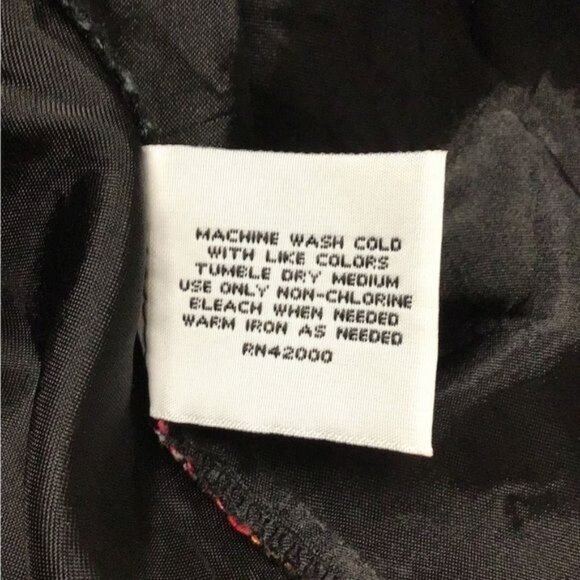 MACHINE WASH COLD
WITH LIKE COLORS
TUMBLE DRY MEDIUM
USE ONLY NON-CHLORINE
BLEACH WHEN NEEDED
WARM IRON AS NEEDED
RN42000